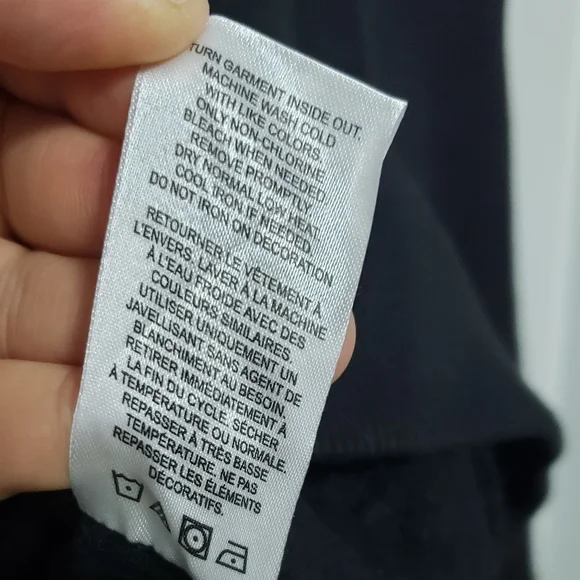 TURN GARMENT INSIDE OUT.
MACHINE WASH COLD
WITH LIKE COLORS.
ONLY NON-CHLORINE
BLEACH WHEN NEEDED.
REMOVE PROMPTLY.
DRY NORMAL LOW HEAT.
COOL IRON IF NEEDED.
DO NOT IRON ON DECORATION
RETOURNER LE VÊTEMENT À
L'ENVERS. LAVER À LA MACHINE
À L'EAU FROIDE AVEC DES
COULEURS SIMILAIRES.
UTILISER UNIQUEMENT UN
JAVELISANT SANS AGENT DE
BLANCHIMENT AU BESOIN.
RETIRER IMMÉDIATEMENT À
LA FIN DU CYCLE. SÉCHER
À TEMPÉRATURE OU NORMALE.
REPASSER À TRÈS BASSE
TEMPÉRATURE. NE PAS
REPASSER LES ÉLÉMENTS
DÉCORATIFS.